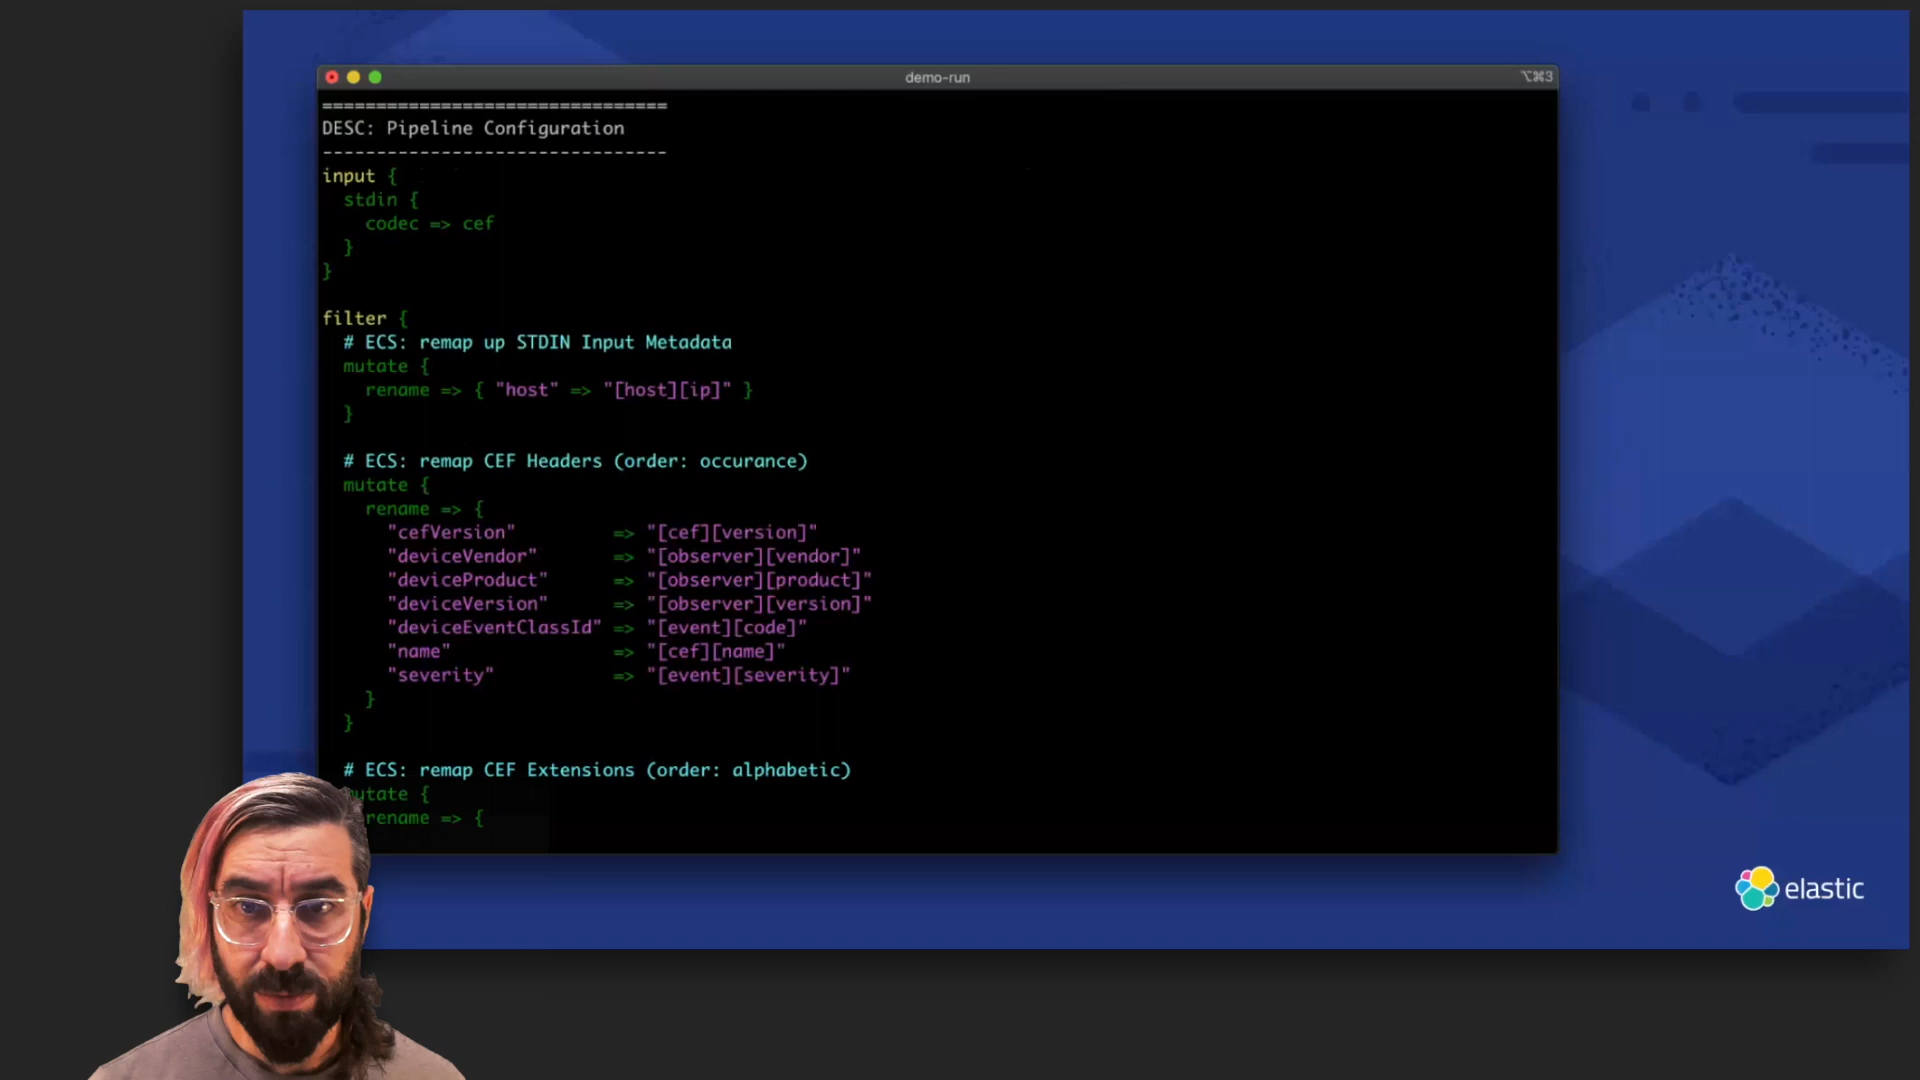 demo-run
⌥⌘3
================================
DESC: Pipeline Configuration
--------------------------------
input {
stdin {
codec => cef
}
}
filter {
# ECS: remap up STDIN Input Metadata
mutate {
rename => { "host" => "[host][ip]" }
}
# ECS: remap CEF Headers (order: occurance)
mutate {
rename => {
"cefVersion" => "[cef][version]"
"deviceVendor" => "[observer][vendor]"
"deviceProduct" => "[observer][product]"
"deviceVersion" => "[observer][version]"
"deviceEventClassId" => "[event][code]"
"name" => "[cef][name]"
"severity" => "[event][severity]"
}
}
# ECS: remap CEF Extensions (order: alphabetic)
utate {
rename => {
elastic